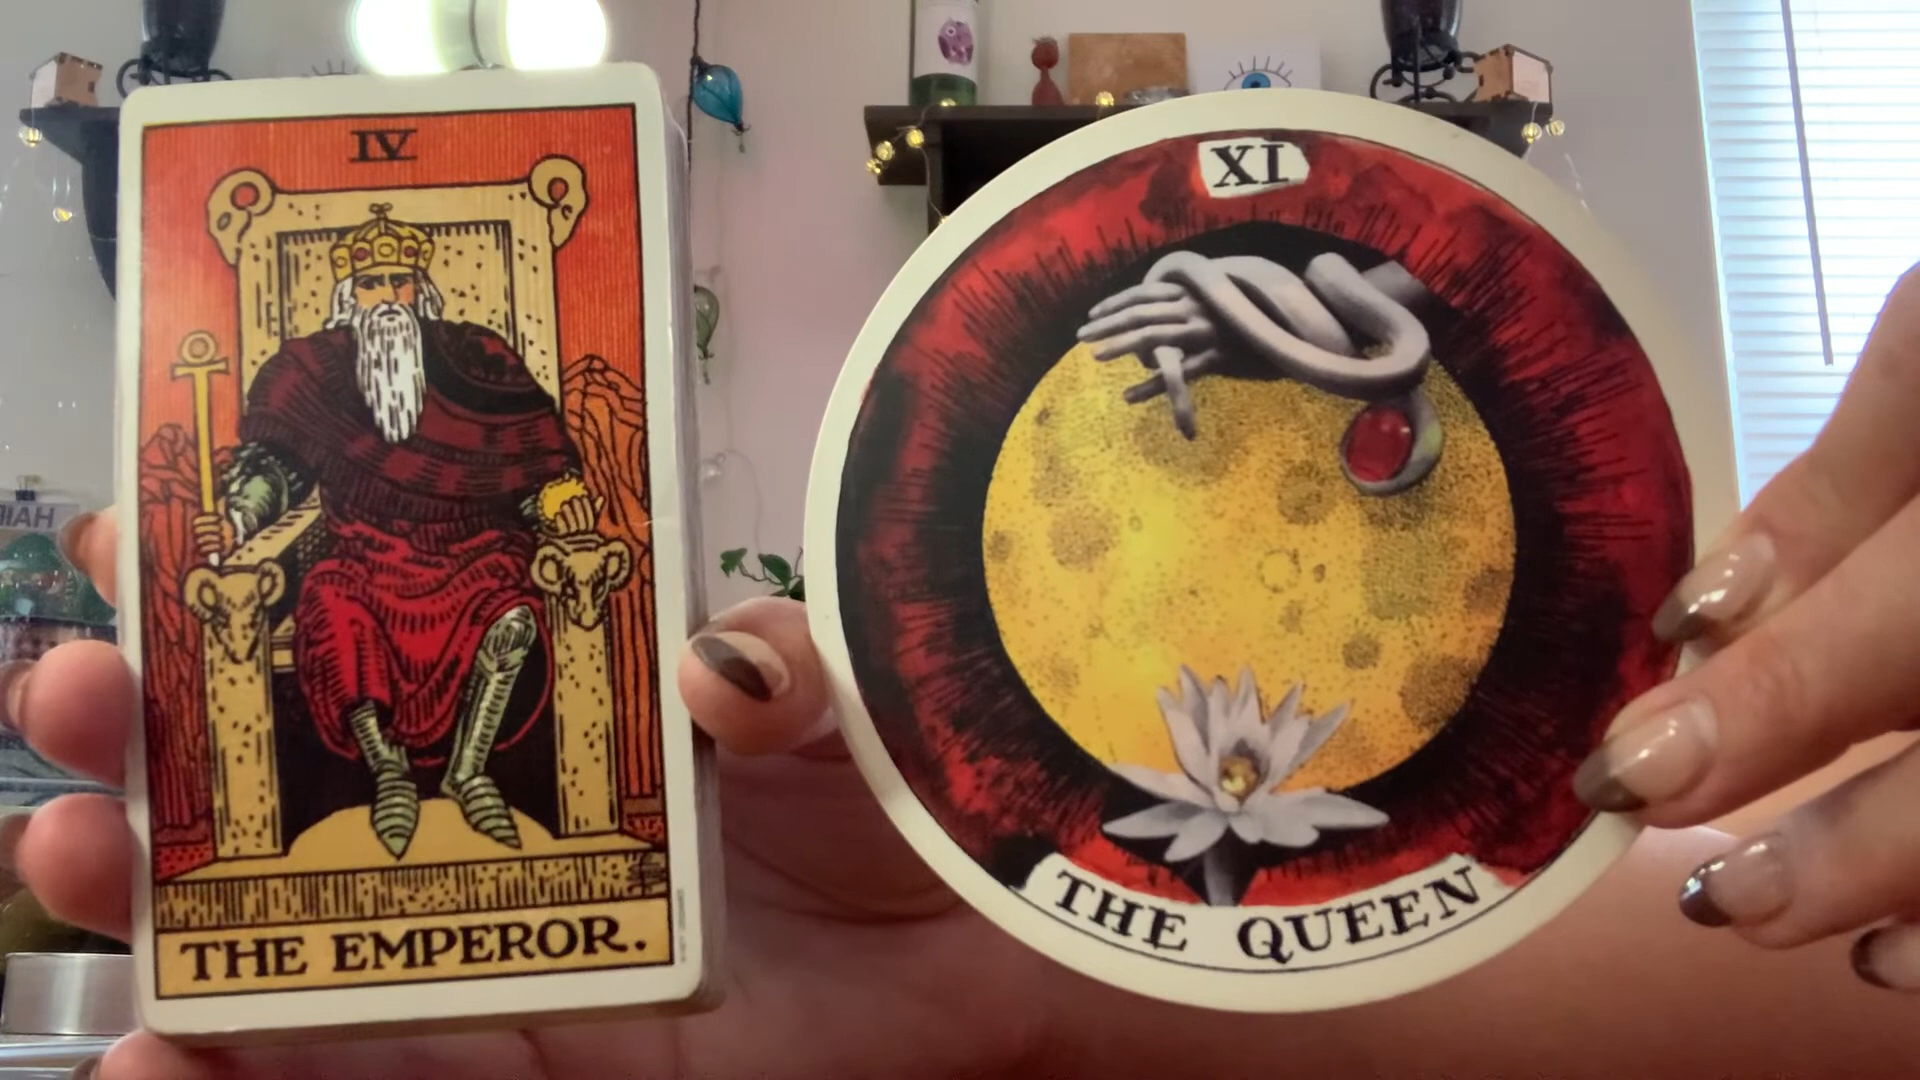 IV
THE EMPEROR.
XI
THE QUEEN